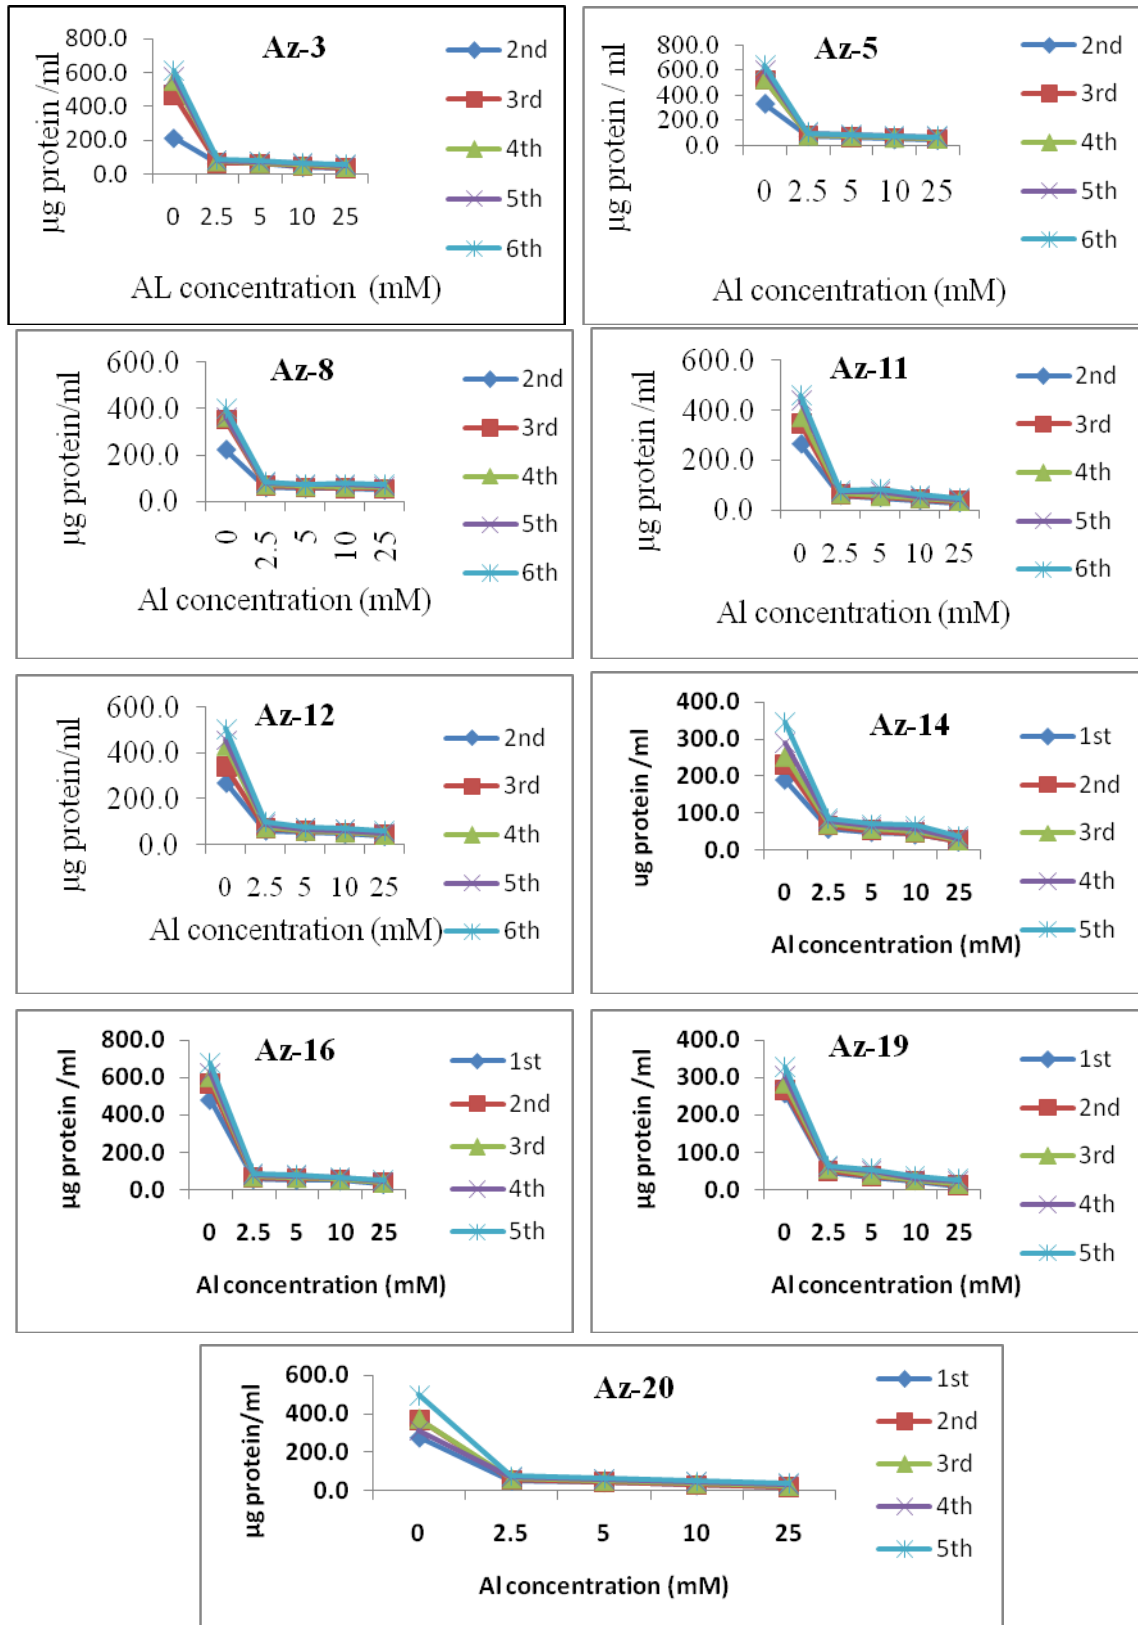 Az-3
800.0
600.0
400.0
200.0
0.0
0 2.5 5 10 25
µg protein /ml
AL concentration (mM)
2nd
3rd
4th
5th
6th
Az-5
800.0
600.0
400.0
200.0
0.0
0 2.5 5 10 25
µg protein / ml
Al concentration (mM)
2nd
3rd
4th
5th
6th
Az-8
600.0
400.0
200.0
0.0
0 2.5 5 10 25
µg protein/ml
Al concentration (mM)
2nd
3rd
4th
5th
6th
Az-11
600.0
400.0
200.0
0.0
0 2.5 5 10 25
µg protein /ml
Al concentration (mM)
2nd
3rd
4th
5th
6th
Az-12
600.0
400.0
200.0
0.0
0 2.5 5 10 25
µg protein/ml
Al concentration (mM)
2nd
3rd
4th
5th
6th
Az-14
400.0
300.0
200.0
100.0
0.0
0 2.5 5 10 25
ug protein /ml
Al concentration (mM)
1st
2nd
3rd
4th
5th
Az-16
800.0
600.0
400.0
200.0
0.0
0 2.5 5 10 25
µg protein /ml
Al concentration (mM)
1st
2nd
3rd
4th
5th
Az-19
400.0
300.0
200.0
100.0
0.0
0 2.5 5 10 25
µg protein /ml
Al concentration (mM)
1st
2nd
3rd
4th
5th
Az-20
600.0
400.0
200.0
0.0
0 2.5 5 10 25
µg protein/ml
Al concentration (mM)
1st
2nd
3rd
4th
5th